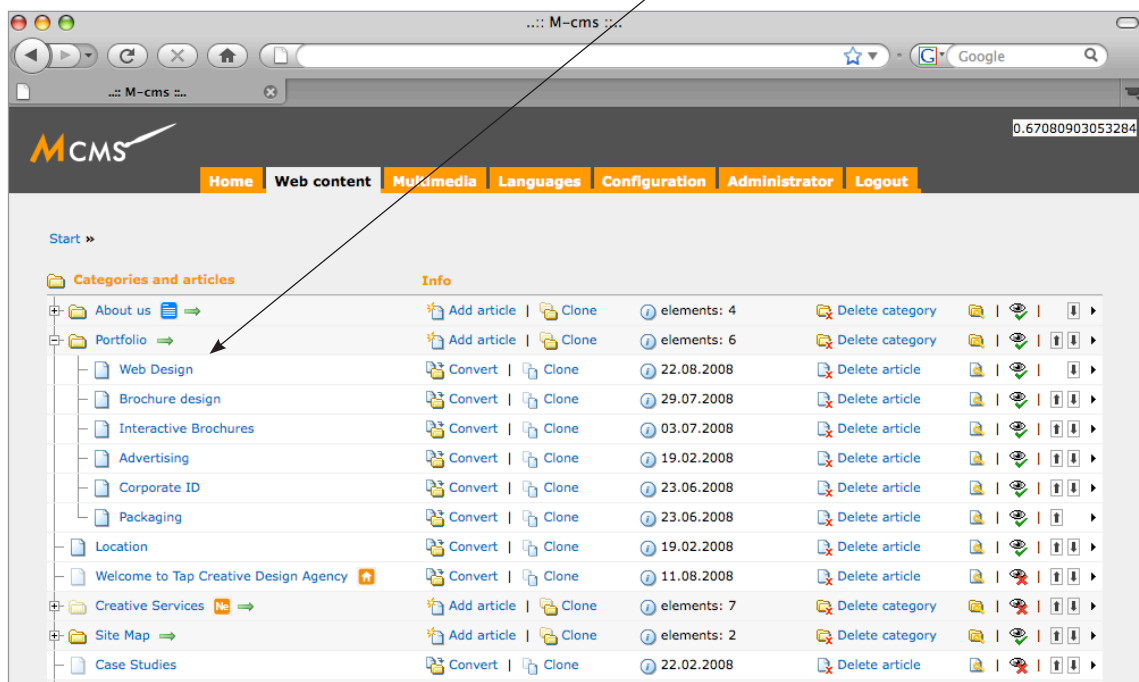 ..:: M-cms ::..
Google
..:: M-cms ::..
0.67080903053284
MCMS
Home Web content Multimedia Languages Configuration Administrator Logout
Start »
Categories and articles Info
About us Add article | Clone elements: 4 Delete category | |
Portfolio Add article | Clone elements: 6 Delete category | |
Web Design Convert | Clone 22.08.2008 Delete article | |
Brochure design Convert | Clone 29.07.2008 Delete article | |
Interactive Brochures Convert | Clone 03.07.2008 Delete article | |
Advertising Convert | Clone 19.02.2008 Delete article | |
Corporate ID Convert | Clone 23.06.2008 Delete article | |
Packaging Convert | Clone 23.06.2008 Delete article | |
Location Convert | Clone 19.02.2008 Delete article | |
Welcome to Tap Creative Design Agency Convert | Clone 11.08.2008 Delete article | |
Creative Services Ne Add article | Clone elements: 7 Delete category | |
Site Map Add article | Clone elements: 2 Delete category | |
Case Studies Convert | Clone 22.02.2008 Delete article | |